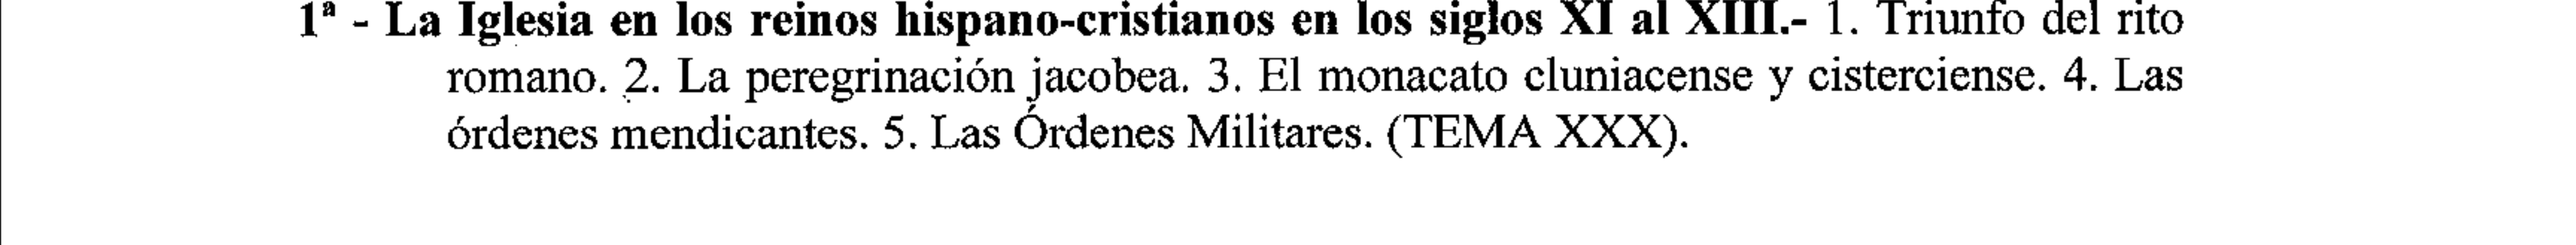 1ª - La Iglesia en los reinos hispano-cristianos en los siglos XI al XIII.- 1. Triunfo del rito
romano. 2. La peregrinación jacobea. 3. El monacato cluniacense y cisterciense. 4. Las
órdenes mendicantes. 5. Las Órdenes Militares. (TEMA XXX).